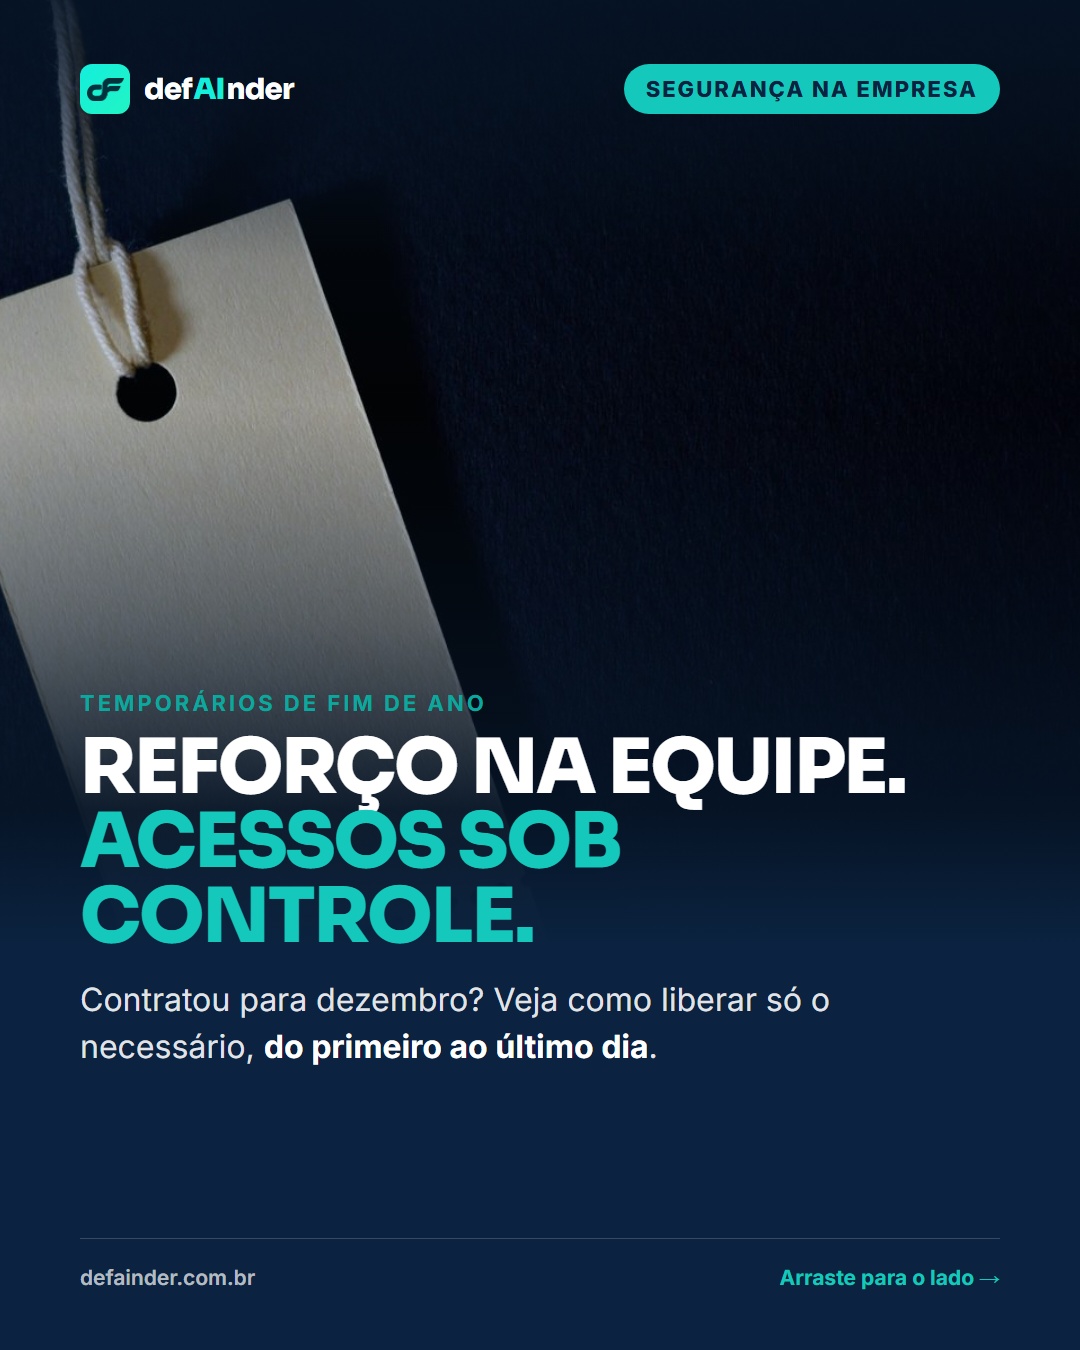 defAInder
SEGURANÇA NA EMPRESA
TEMPORÁRIOS DE FIM DE ANO
REFORÇO NA EQUIPE.
ACESSOS SOB
CONTROLE.
Contratou para dezembro? Veja como liberar só o
necessário, do primeiro ao último dia.
defainder.com.br
Arraste para o lado →